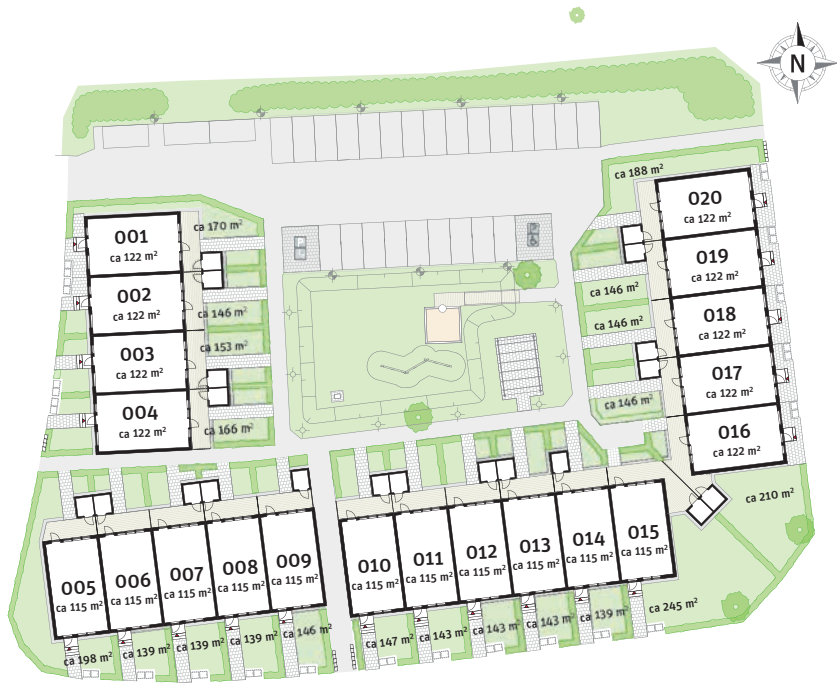 N
ca 188 m²
020
ca 122 m²
ca 170 m²
001
ca 122 m²
019
ca 122 m²
002
ca 122 m²
ca 146 m²
ca 146 m²
018
ca 122 m²
ca 146 m²
003
ca 122 m²
ca 153 m²
017
ca 122 m²
004
ca 122 m²
ca 166 m²
ca 146 m²
016
ca 122 m²
ca 210 m²
005
ca 115 m²
006
ca 115 m²
007
ca 115 m²
008
ca 115 m²
009
ca 115 m²
010
ca 115 m²
011
ca 115 m²
012
ca 115 m²
013
ca 115 m²
014
ca 115 m²
015
ca 115 m²
ca 198 m²
ca 139 m²
ca 139 m²
ca 139 m²
ca 146 m²
ca 147 m²
ca 143 m²
ca 143 m²
ca 143 m²
ca 139 m²
ca 245 m²